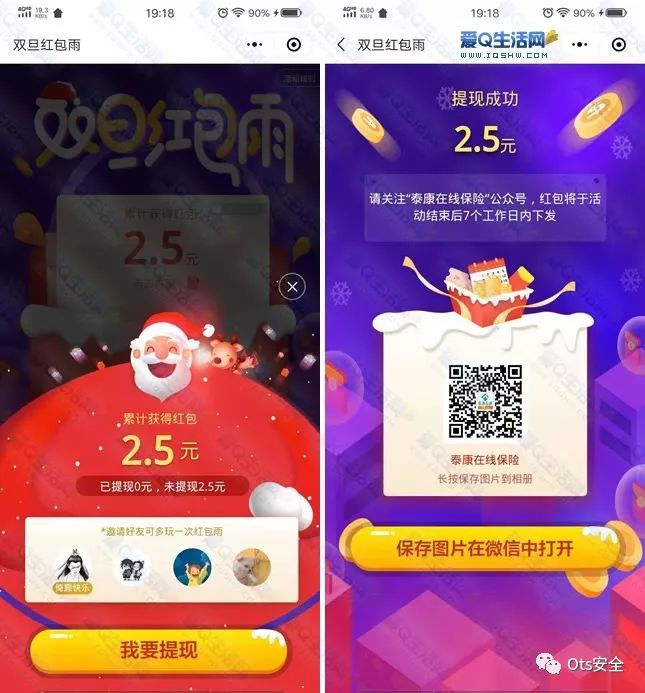 4G 19.3 KB/s
19:18
90%
双旦红包雨
活动规则
双旦红包雨
累计获得红包
2.5元
累计获得红包
2.5元
已提现0元，未提现2.5元
*邀请好友可多玩一次红包雨
我要提现
4G 6.80 KB/s
19:18
90%
双旦红包雨
爱Q生活网
www.IQSHW.COM
提现成功
2.5元
请关注“泰康在线保险”公众号，红包将于活
动结束后7个工作日内下发
泰康在线保险
长按保存图片到相册
保存图片在微信中打开
Ots安全